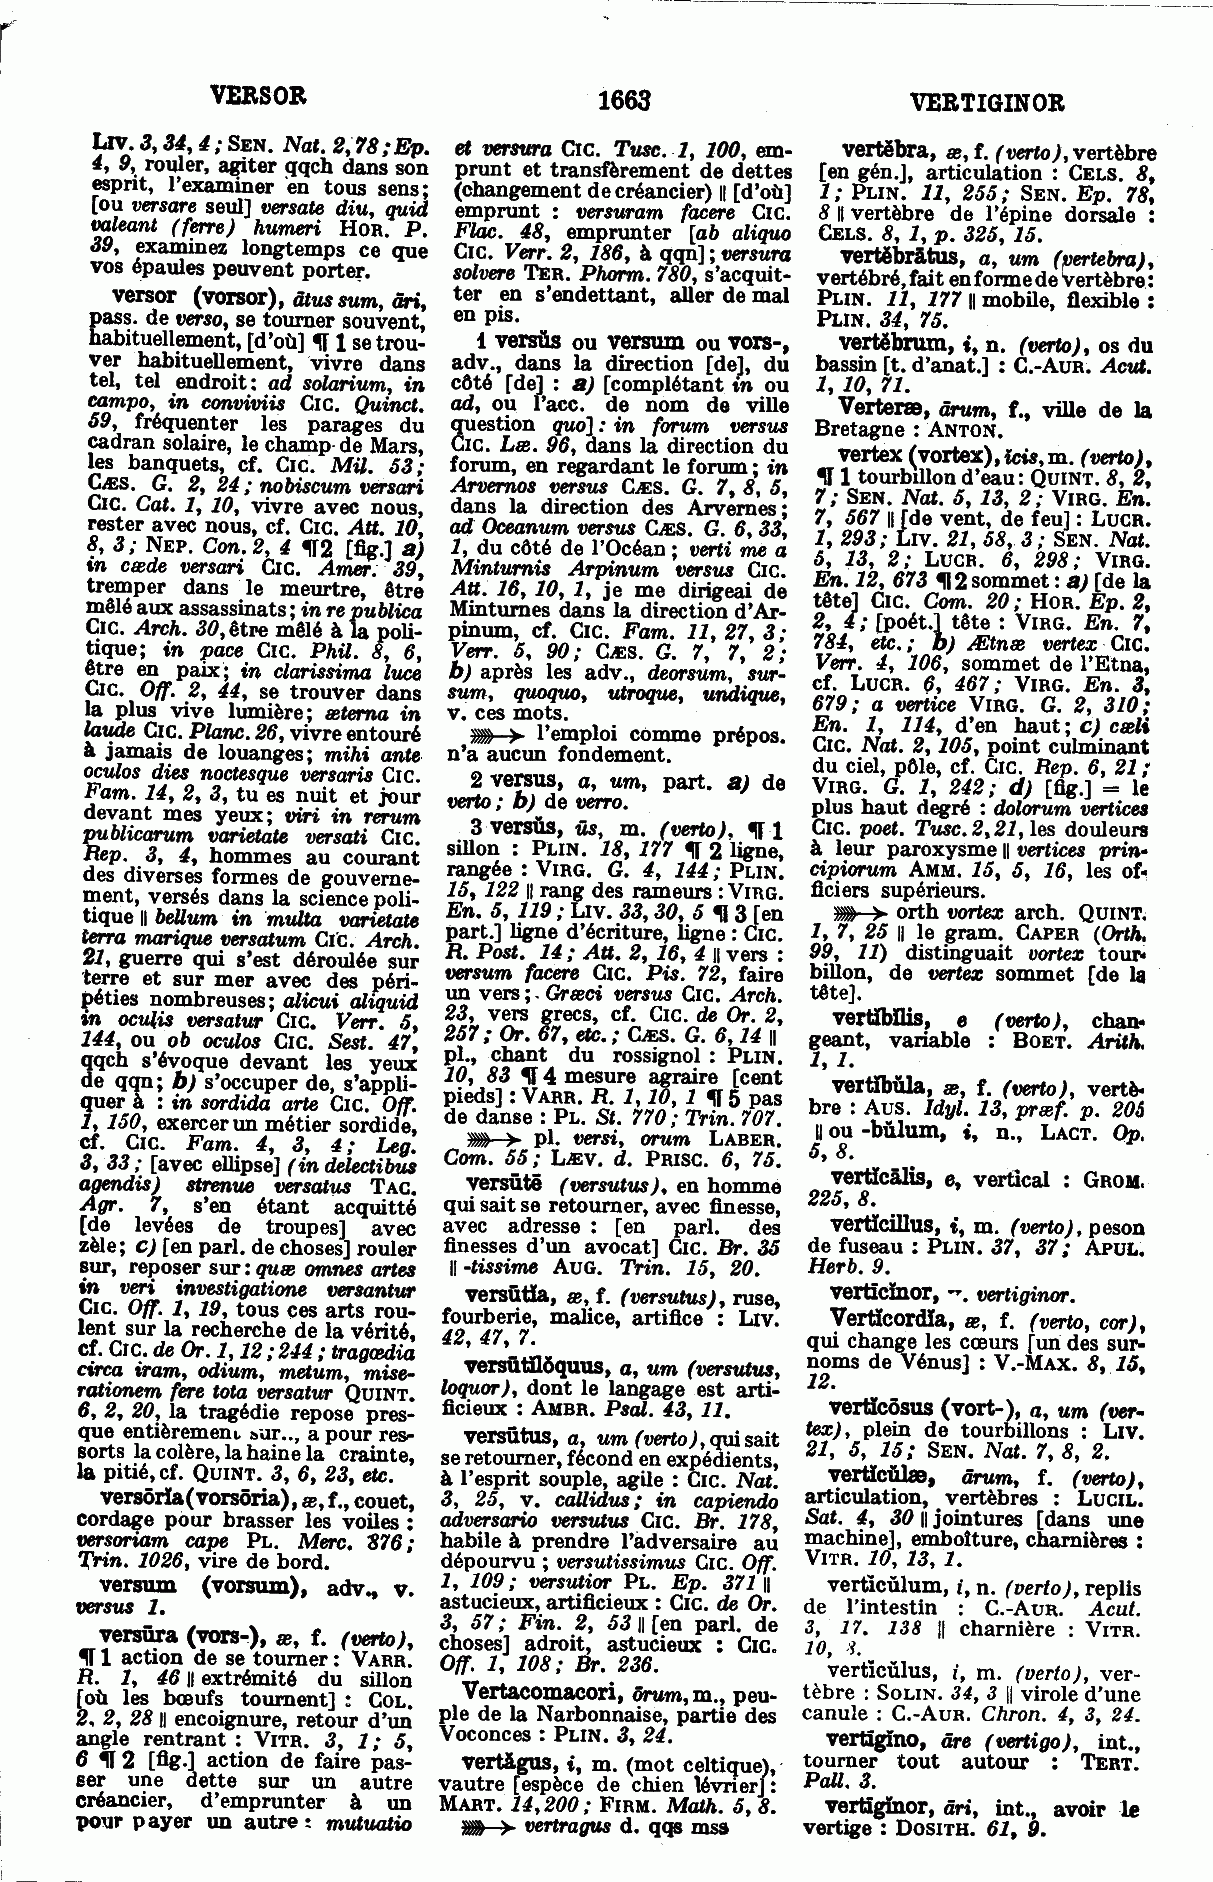 VERSOR
1663
VERTIGINOR
LIV. 3, 34, 4 ; SEN. Nat. 2, 78 ; Ep.
4, 9, rouler, agiter qqch dans son
esprit, l'examiner en tous sens;
[ou versare seul] versate diu, quid
valeant (ferre) humeri HOR. P.
39, examinez longtemps ce que
vos épaules peuvent porter.
versor (vorsor), ātus sum, āri,
pass. de verso, se tourner souvent,
habituellement, [d'où] ¶ 1 se trou-
ver habituellement, vivre dans
tel, tel endroit : ad solarium, in
campo, in conviviis CIC. Quinct.
59, fréquenter les parages du
cadran solaire, le champ de Mars,
les banquets, cf. CIC. Mil. 53;
CÆS. G. 2, 24 ; nobiscum versari
CIC. Cat. 1, 10, vivre avec nous,
rester avec nous, cf. CIC. Att. 10,
8, 3 ; NEP. Con. 2, 4 ¶ 2 [fig.] a)
in cæde versari CIC. Amer. 39,
tremper dans le meurtre, être
mêlé aux assassinats ; in re publica
CIC. Arch. 30, être mêlé à la poli-
tique; in pace CIC. Phil. 8, 6,
être en paix; in clarissima luce
CIC. Off. 2, 44, se trouver dans
la plus vive lumière; æterna in
laude CIC. Planc. 26, vivre entouré
à jamais de louanges; mihi ante
oculos dies noctesque versaris CIC.
Fam. 14, 2, 3, tu es nuit et jour
devant mes yeux; viri in rerum
publicarum varietate versati CIC.
Rep. 3, 4, hommes au courant
des diverses formes de gouverne-
ment, versés dans la science poli-
tique || bellum in multa varietate
terra marique versatum CIC. Arch.
21, guerre qui s'est déroulée sur
terre et sur mer avec des péri-
péties nombreuses; alicui aliquid
in oculis versatur CIC. Verr. 5,
144, ou ob oculos CIC. Sest. 47,
qqch s'évoque devant les yeux
de qqn; b) s'occuper de, s'appli-
quer à : in sordida arte CIC. Off.
1, 150, exercer un métier sordide,
cf. CIC. Fam. 4, 3, 4; Leg.
3, 33 ; [avec ellipse] (in delectibus
agendis) strenue versatus TAC.
Agr. 7, s'en étant acquitté
[de levées de troupes] avec
zèle; c) [en parl. de choses] rouler
sur, reposer sur : quæ omnes artes
in veri investigatione versantur
CIC. Off. 1, 19, tous ces arts rou-
lent sur la recherche de la vérité,
cf. CIC. de Or. 1, 12 ; 244 ; tragœdia
circa iram, odium, metum, mise-
rationem fere tota versatur QUINT.
6, 2, 20, la tragédie repose pres-
que entièrement sur.., a pour res-
sorts la colère, la haine la crainte,
la pitié, cf. QUINT. 3, 6, 23, etc.
versōrĭa (vorsōria), æ, f., couet,
cordage pour brasser les voiles :
versoriam cape PL. Merc. 876;
Trin. 1026, vire de bord.
versum (vorsum), adv., v.
versus 1.
versūra (vors-), æ, f. (verto),
¶ 1 action de se tourner : VARR.
R. 1, 46 || extrémité du sillon
[où les bœufs tournent] : COL.
2, 2, 28 || encoignure, retour d'un
angle rentrant : VITR. 3, 1; 5,
6 ¶ 2 [fig.] action de faire pas-
ser une dette sur un autre
créancier, d'emprunter à un
pour payer un autre : mutuatio
et versura CIC. Tusc. 1, 100, em-
prunt et transfèrement de dettes
(changement de créancier) || [d'où]
emprunt : versuram facere CIC.
Flac. 48, emprunter [ab aliquo
CIC. Verr. 2, 186, à qqn] ; versura
solvere TER. Phorm. 780, s'acquit-
ter en s'endettant, aller de mal
en pis.
1 versŭs ou versum ou vors-,
adv., dans la direction [de], du
côté [de] : a) [complétant in ou
ad, ou l'acc. de nom de ville
question quo] : in forum versus
CIC. Læ. 96, dans la direction du
forum, en regardant le forum ; in
Arvernos versus CÆS. G. 7, 8, 5,
dans la direction des Arvernes;
ad Oceanum versus CÆS. G. 6, 33,
1, du côté de l'Océan ; verti me a
Minturnis Arpinum versus CIC.
Att. 16, 10, 1, je me dirigeai de
Minturnes dans la direction d'Ar-
pinum, cf. CIC. Fam. 11, 27, 3;
Verr. 5, 90; CÆS. G. 7, 7, 2;
b) après les adv., deorsum, sur-
sum, quoquo, utroque, undique,
v. ces mots.
⟫→ l'emploi comme prépos.
n'a aucun fondement.
2 versus, a, um, part. a) de
verto ; b) de verro.
3 versŭs, ūs, m. (verto), ¶ 1
sillon : PLIN. 18, 177 ¶ 2 ligne,
rangée : VIRG. G. 4, 144; PLIN.
15, 122 || rang des rameurs : VIRG.
En. 5, 119 ; LIV. 33, 30, 5 ¶ 3 [en
part.] ligne d'écriture, ligne : CIC.
R. Post. 14 ; Att. 2, 16, 4 || vers :
versum facere CIC. Pis. 72, faire
un vers; Græci versus CIC. Arch.
23, vers grecs, cf. CIC. de Or. 2,
257 ; Or. 67, etc. ; CÆS. G. 6, 14 ||
pl., chant du rossignol : PLIN.
10, 83 ¶ 4 mesure agraire [cent
pieds] : VARR. R. 1, 10, 1 ¶ 5 pas
de danse : PL. St. 770 ; Trin. 707.
⟫→ pl. versi, orum LABER.
Com. 55 ; LÆV. d. PRISC. 6, 75.
versūtē (versutus), en homme
qui sait se retourner, avec finesse,
avec adresse : [en parl. des
finesses d'un avocat] CIC. Br. 35
|| -tissime AUG. Trin. 15, 20.
versūtĭa, æ, f. (versutus), ruse,
fourberie, malice, artifice : LIV.
42, 47, 7.
versūtĭlŏquus, a, um (versutus,
loquor), dont le langage est arti-
ficieux : AMBR. Psal. 43, 11.
versūtus, a, um (verto), qui sait
se retourner, fécond en expédients,
à l'esprit souple, agile : CIC. Nat.
3, 25, v. callidus; in capiendo
adversario versutus CIC. Br. 178,
habile à prendre l'adversaire au
dépourvu ; versutissimus CIC. Off.
1, 109; versutior PL. Ep. 371 ||
astucieux, artificieux : CIC. de Or.
3, 57 ; Fin. 2, 53 || [en parl. de
choses] adroit, astucieux : CIC.
Off. 1, 108; Br. 236.
Vertacomacori, ōrum, m., peu-
ple de la Narbonnaise, partie des
Voconces : PLIN. 3, 24.
vertăgus, i, m. (mot celtique),
vautre [espèce de chien lévrier] :
MART. 14, 200 ; FIRM. Math. 5, 8.
⟫→ vertragus d. qqs mss
vertĕbra, æ, f. (verto), vertèbre
[en gén.], articulation : CELS. 8,
1; PLIN. 11, 255; SEN. Ep. 78,
8 || vertèbre de l'épine dorsale :
CELS. 8, 1, p. 325, 15.
vertĕbrātus, a, um (vertebra),
vertébré, fait en forme de vertèbre :
PLIN. 11, 177 || mobile, flexible :
PLIN. 34, 75.
vertĕbrum, i, n. (verto), os du
bassin [t. d'anat.] : C.-AUR. Acut.
1, 10, 71.
Verteræ, ārum, f., ville de la
Bretagne : ANTON.
vertex (vortex), icis, m. (verto),
¶ 1 tourbillon d'eau : QUINT. 8, 2,
7 ; SEN. Nat. 5, 13, 2 ; VIRG. En.
7, 567 || [de vent, de feu] : LUCR.
1, 293 ; LIV. 21, 58, 3 ; SEN. Nat.
5, 13, 2; LUCR. 6, 298; VIRG.
En. 12, 673 ¶ 2 sommet : a) [de la
tête] CIC. Com. 20 ; HOR. Ep. 2,
2, 4 ; [poét.] tête : VIRG. En. 7,
784, etc. ; b) Ætnæ vertex CIC.
Verr. 4, 106, sommet de l'Etna,
cf. LUCR. 6, 467; VIRG. En. 3,
679; a vertice VIRG. G. 2, 310;
En. 1, 114, d'en haut; c) cæli
CIC. Nat. 2, 105, point culminant
du ciel, pôle, cf. CIC. Rep. 6, 21;
VIRG. G. 1, 242; d) [fig.] = le
plus haut degré : dolorum vertices
CIC. poet. Tusc. 2, 21, les douleurs
à leur paroxysme || vertices prin-
cipiorum AMM. 15, 5, 16, les of-
ficiers supérieurs.
⟫→ orth vortex arch. QUINT.
1, 7, 25 || le gram. CAPER (Orth.
99, 11) distinguait vortex tour-
billon, de vertex sommet [de la
tête].
vertĭbĭlis, e (verto), chan-
geant, variable : BOET. Arith.
1, 1.
vertĭbŭla, æ, f. (verto), vertè-
bre : AUS. Idyl. 13, præf. p. 205
|| ou -bŭlum, i, n., LACT. Op.
5, 8.
vertĭcālis, e, vertical : GROM.
225, 8.
vertĭcillus, i, m. (verto), peson
de fuseau : PLIN. 37, 37; APUL.
Herb. 9.
vertĭcĭnor, v. vertiginor.
Vertĭcordĭa, æ, f. (verto, cor),
qui change les cœurs [un des sur-
noms de Vénus] : V.-MAX. 8, 15,
12.
vertĭcōsus (vort-), a, um (ver-
tex), plein de tourbillons : LIV.
21, 5, 15; SEN. Nat. 7, 8, 2.
vertĭcŭlæ, ārum, f. (verto),
articulation, vertèbres : LUCIL.
Sat. 4, 30 || jointures [dans une
machine], emboîture, charnières :
VITR. 10, 13, 1.
vertĭcŭlum, i, n. (verto), replis
de l'intestin : C.-AUR. Acut.
3, 17. 138 || charnière : VITR.
10, 8.
vertĭcŭlus, i, m. (verto), ver-
tèbre : SOLIN. 34, 3 || virole d'une
canule : C.-AUR. Chron. 4, 3, 24.
vertīgĭno, āre (vertigo), int.,
tourner tout autour : TERT.
Pall. 3.
vertīgĭnor, āri, int., avoir le
vertige : DOSITH. 61, 9.